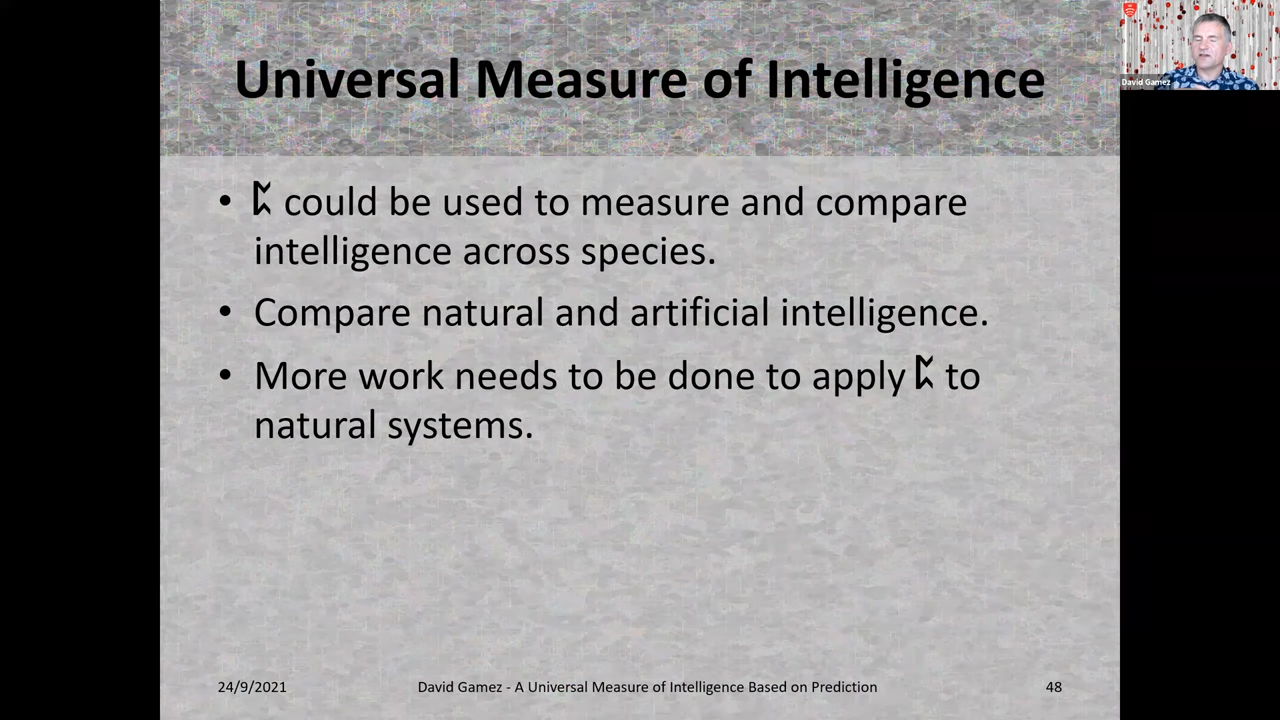 Universal Measure of Intelligence
• ᛈ could be used to measure and compare
intelligence across species.
• Compare natural and artificial intelligence.
• More work needs to be done to apply ᛈ to
natural systems.
24/9/2021
David Gamez - A Universal Measure of Intelligence Based on Prediction
48
David Gamez